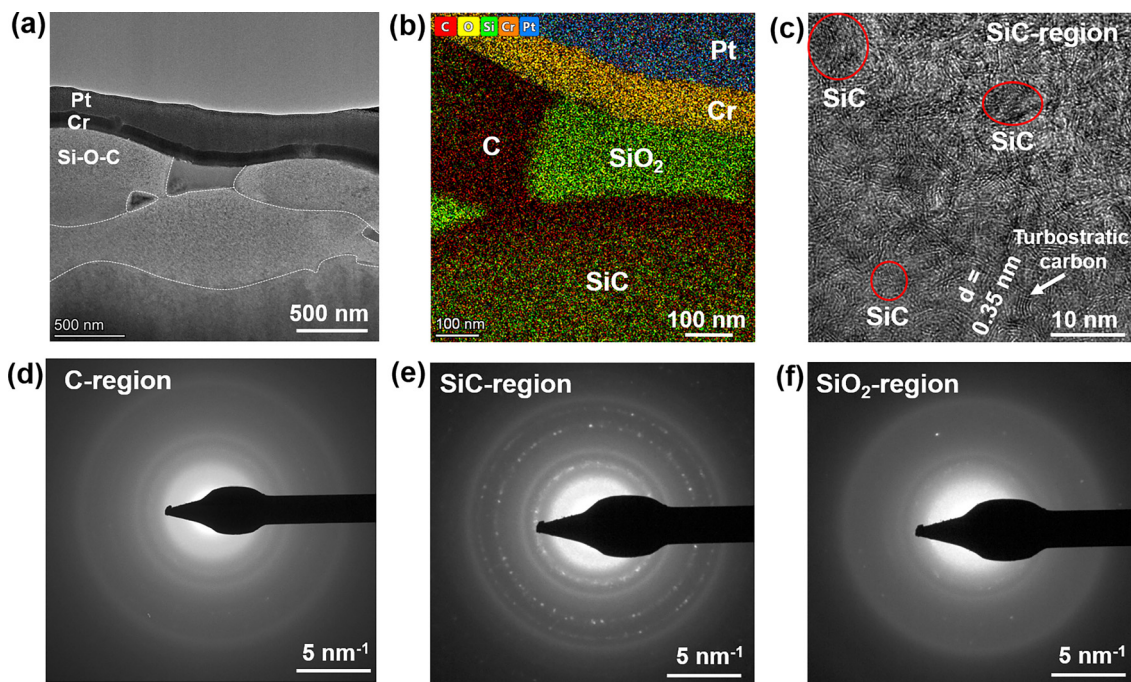 (a)
Pt
Cr
Si-O-C
500 nm
500 nm
(b)
C O Si Cr Pt
Pt
Cr
C
SiO₂
SiC
100 nm
100 nm
(c)
SiC-region
SiC
SiC
SiC
Turbostratic
carbon
d =
0.35 nm
10 nm
(d)
C-region
5 nm⁻¹
(e)
SiC-region
5 nm⁻¹
(f)
SiO₂-region
5 nm⁻¹